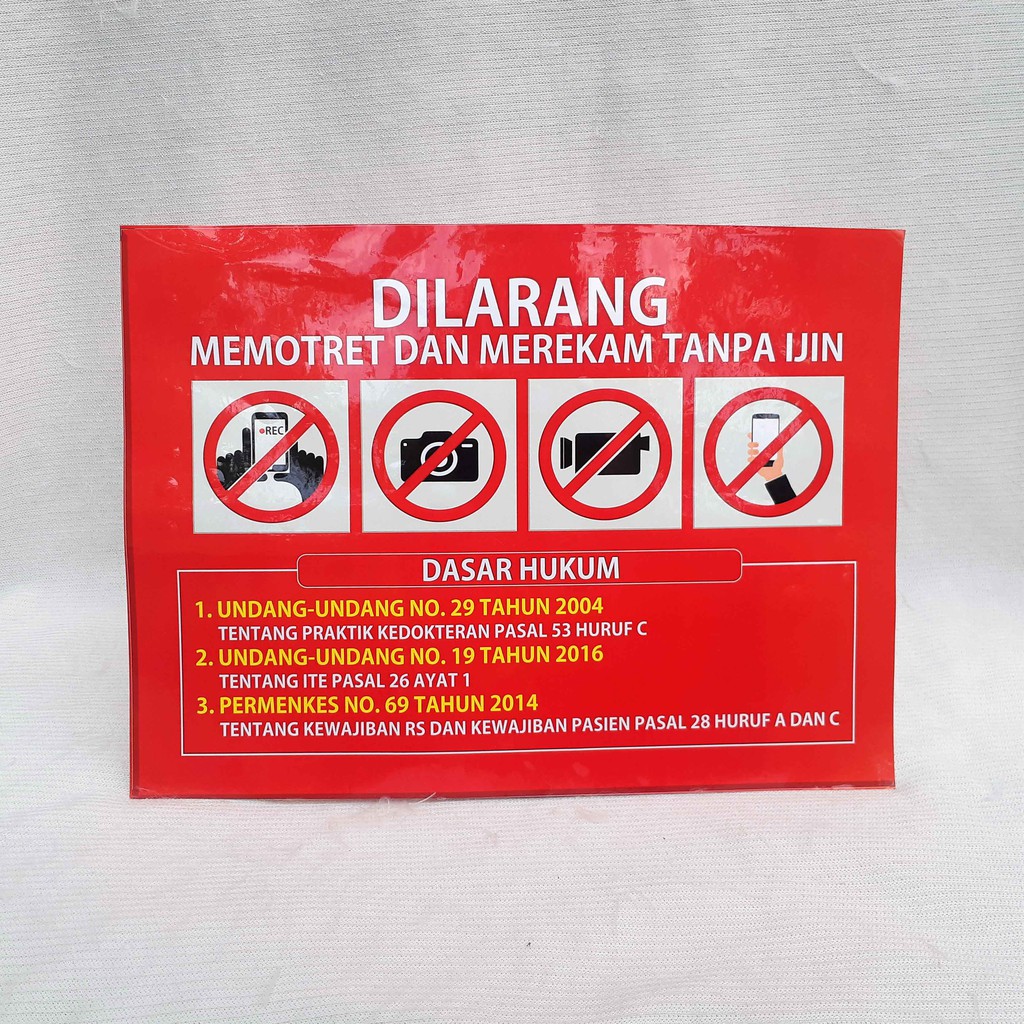 DILARANG
MEMOTRET DAN MEREKAM TANPA IJIN
REC
DASAR HUKUM
1. UNDANG-UNDANG NO. 29 TAHUN 2004
TENTANG PRAKTIK KEDOKTERAN PASAL 53 HURUF C
2. UNDANG-UNDANG NO. 19 TAHUN 2016
TENTANG ITE PASAL 26 AYAT 1
3. PERMENKES NO. 69 TAHUN 2014
TENTANG KEWAJIBAN RS DAN KEWAJIBAN PASIEN PASAL 28 HURUF A DAN C